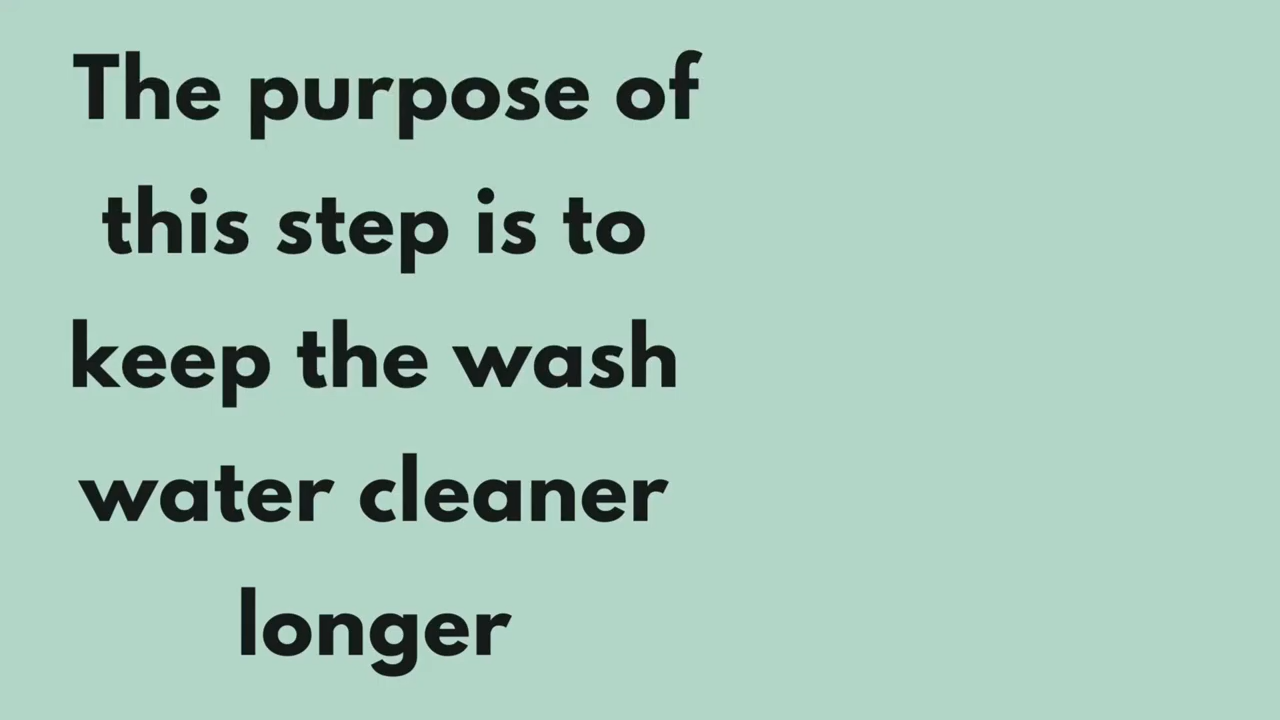 The purpose of
this step is to
keep the wash
water cleaner
longer